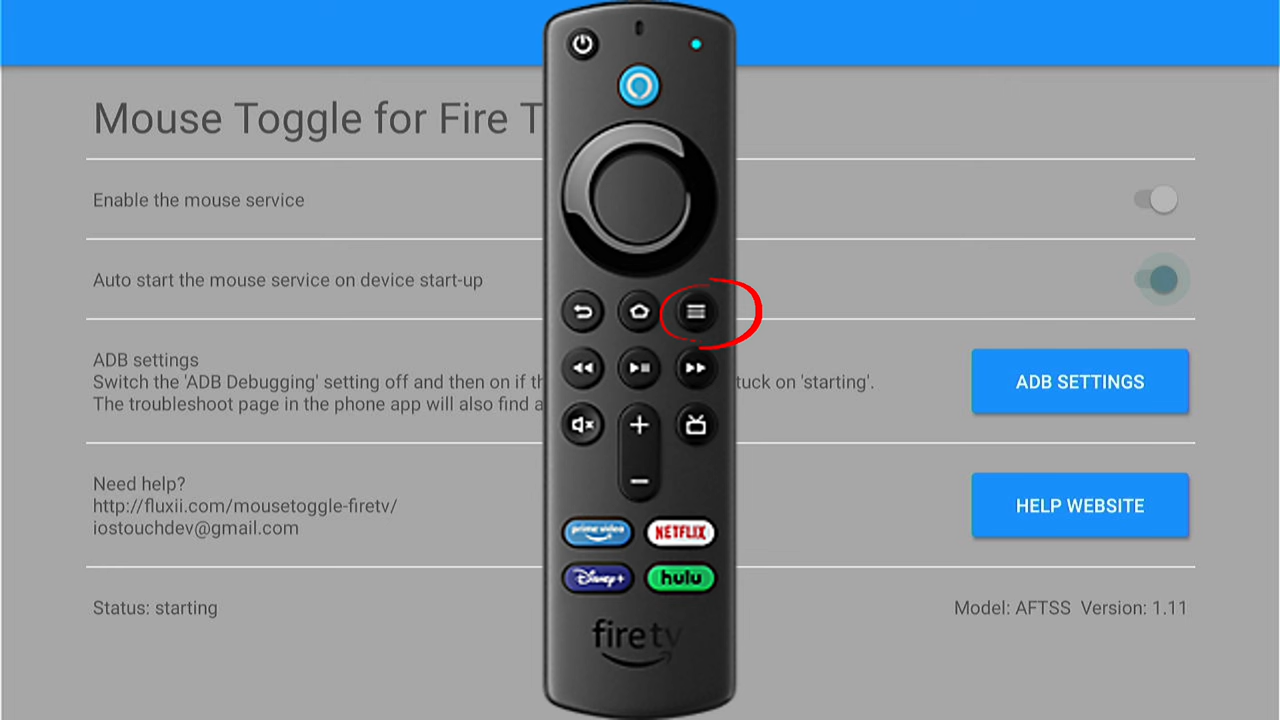 Mouse Toggle for Fire T
Enable the mouse service
Auto start the mouse service on device start-up
ADB settings
Switch the 'ADB Debugging' setting off and then on if th
tuck on 'starting'.
The troubleshoot page in the phone app will also find a
ADB SETTINGS
Need help?
http://fluxii.com/mousetoggle-firetv/
iostouchdev@gmail.com
HELP WEBSITE
Status: starting
Model: AFTSS Version: 1.11
prime video
NETFLIX
Disney+
hulu
fire tv